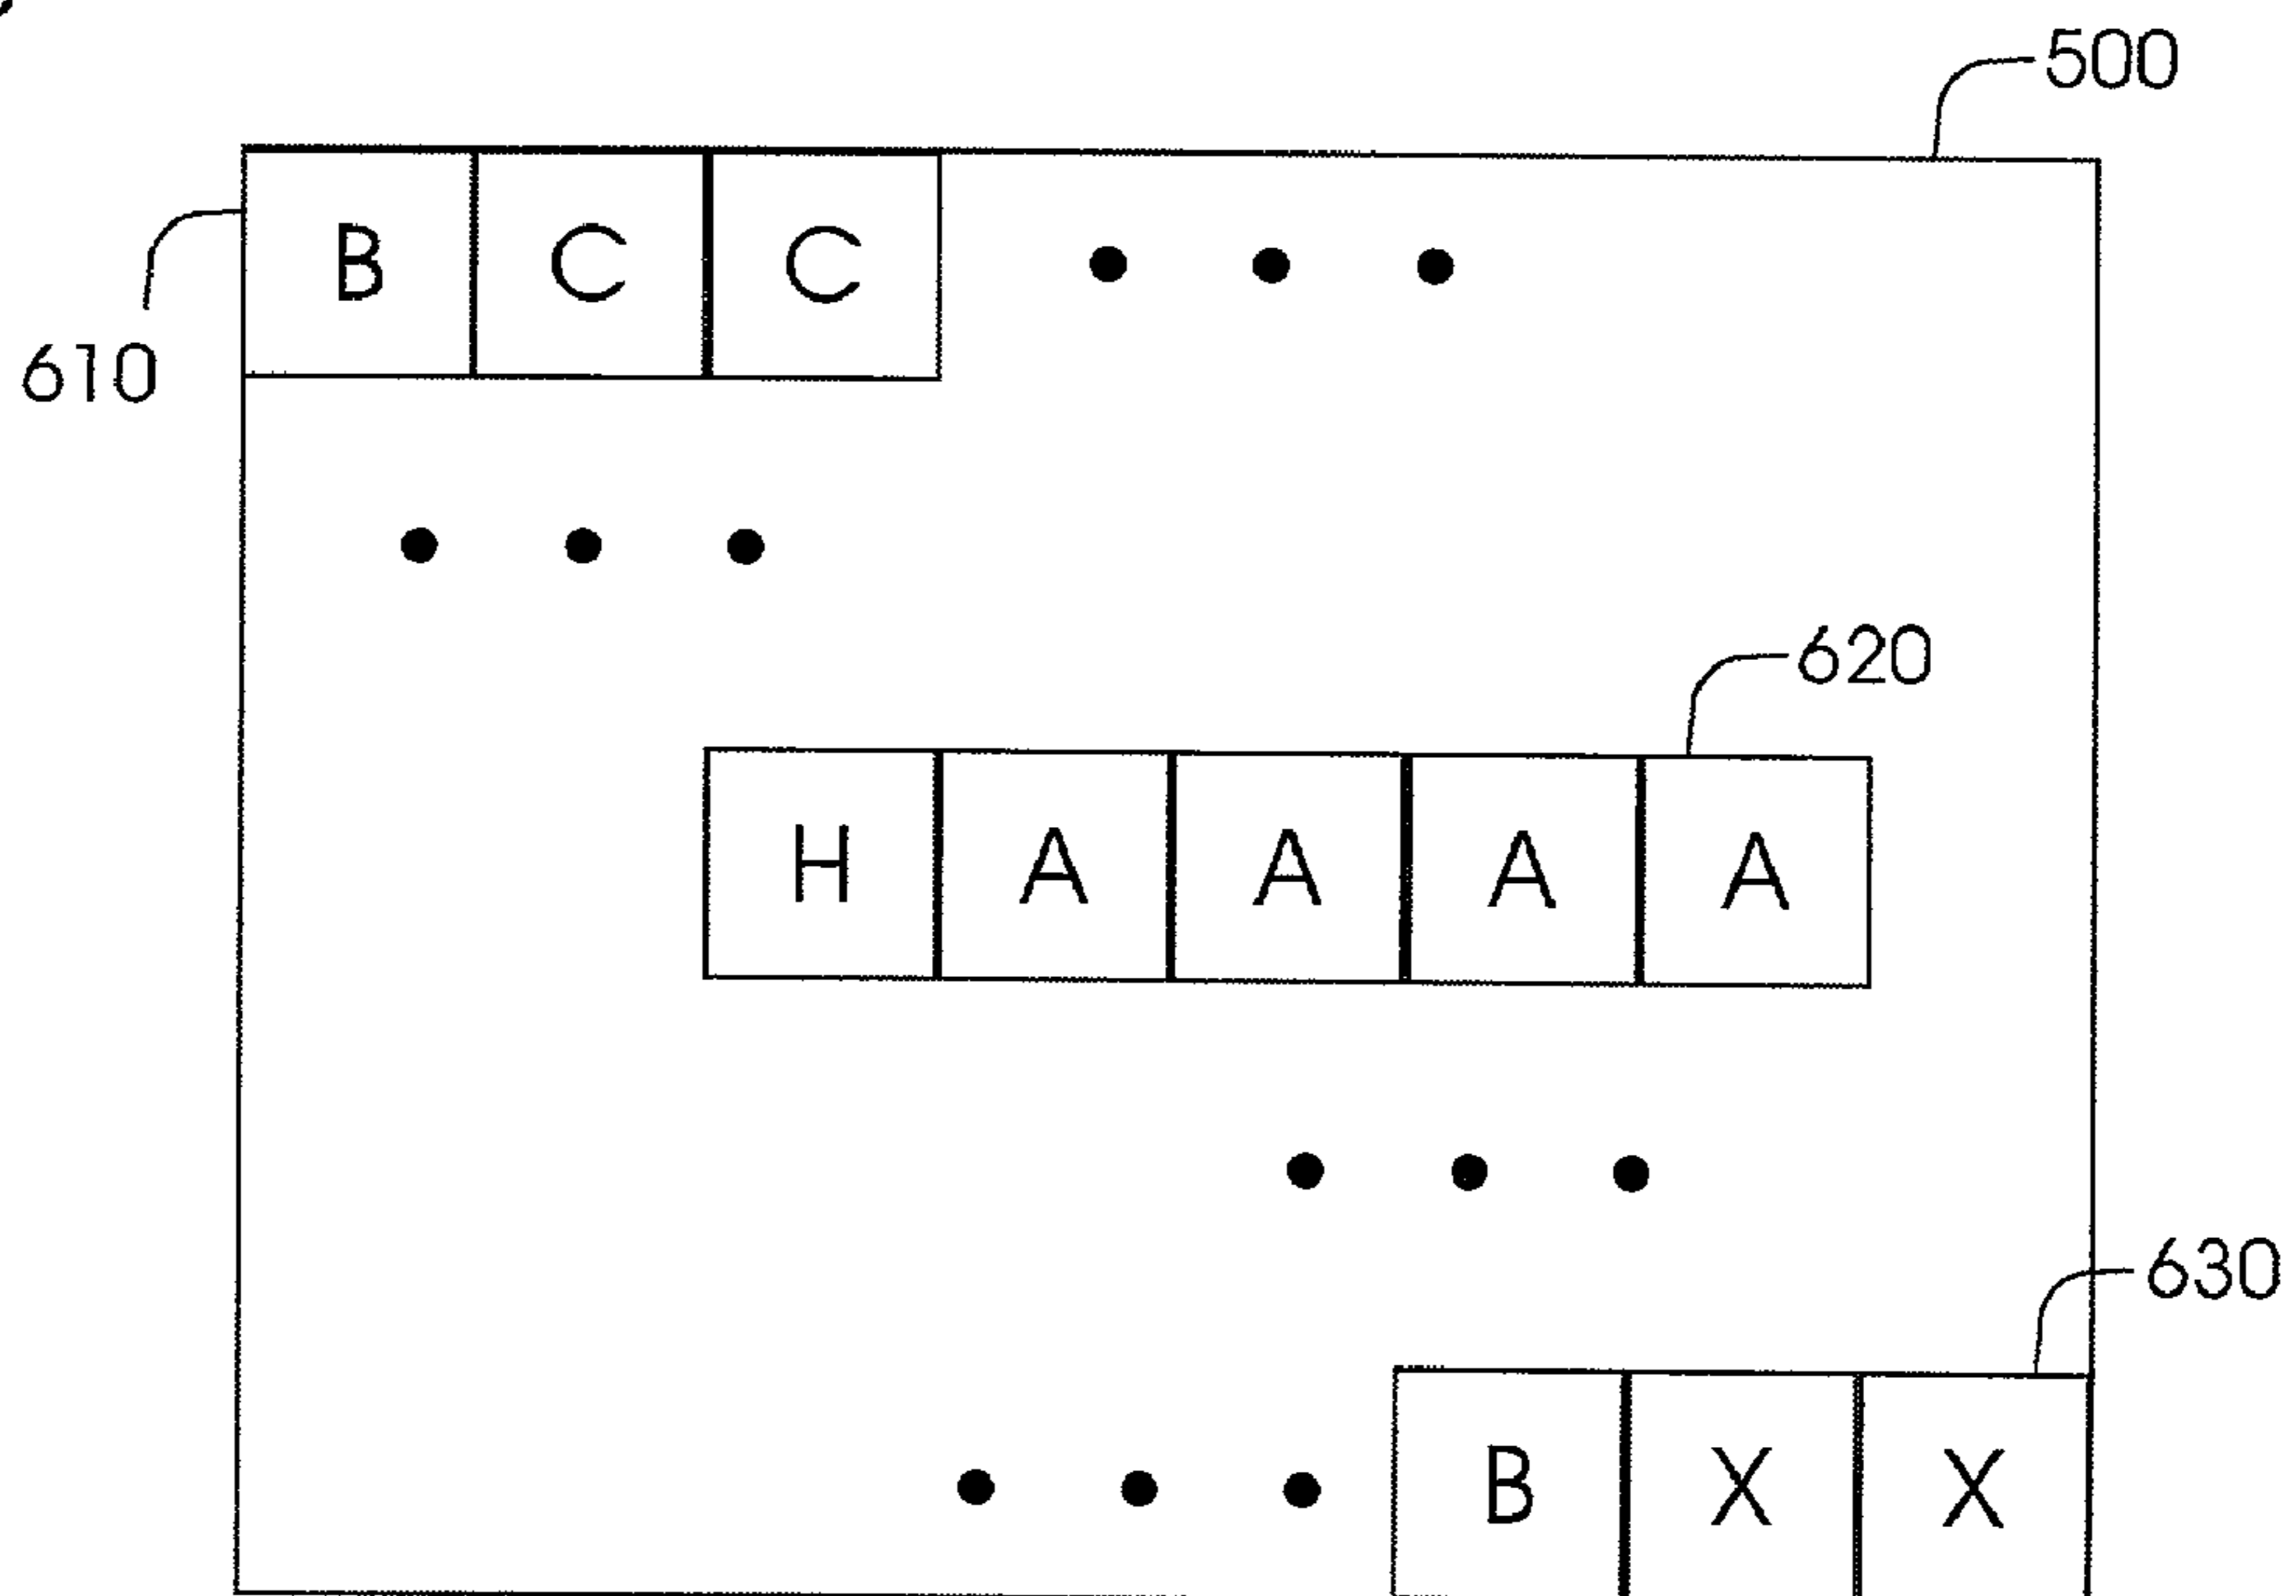 500
B C C • • •
610
• • •
620
H A A A A
• • •
630
• • • B X X